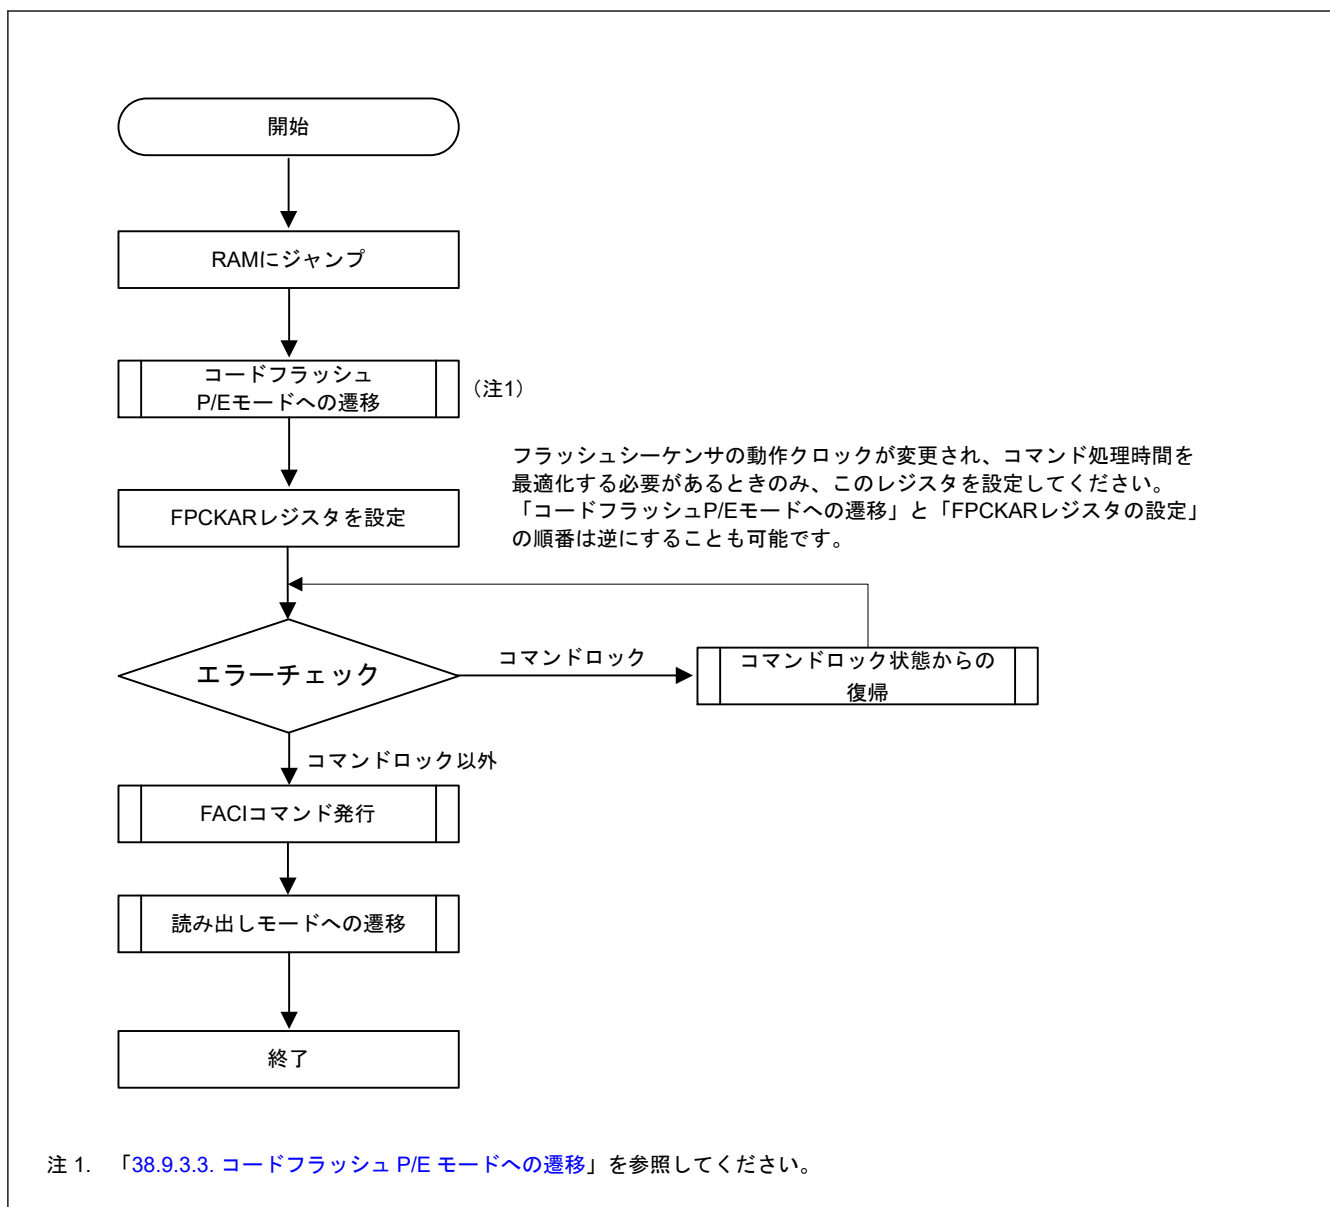 開始
RAMにジャンプ
コードフラッシュ
P/Eモードへの遷移
（注1）
フラッシュシーケンサの動作クロックが変更され、コマンド処理時間を
最適化する必要があるときのみ、このレジスタを設定してください。
「コードフラッシュP/Eモードへの遷移」と「FPCKARレジスタの設定」
の順番は逆にすることも可能です。
FPCKARレジスタを設定
エラーチェック
コマンドロック
コマンドロック状態からの
復帰
コマンドロック以外
FACIコマンド発行
読み出しモードへの遷移
終了
注 1. 「38.9.3.3. コードフラッシュ P/E モードへの遷移」を参照してください。